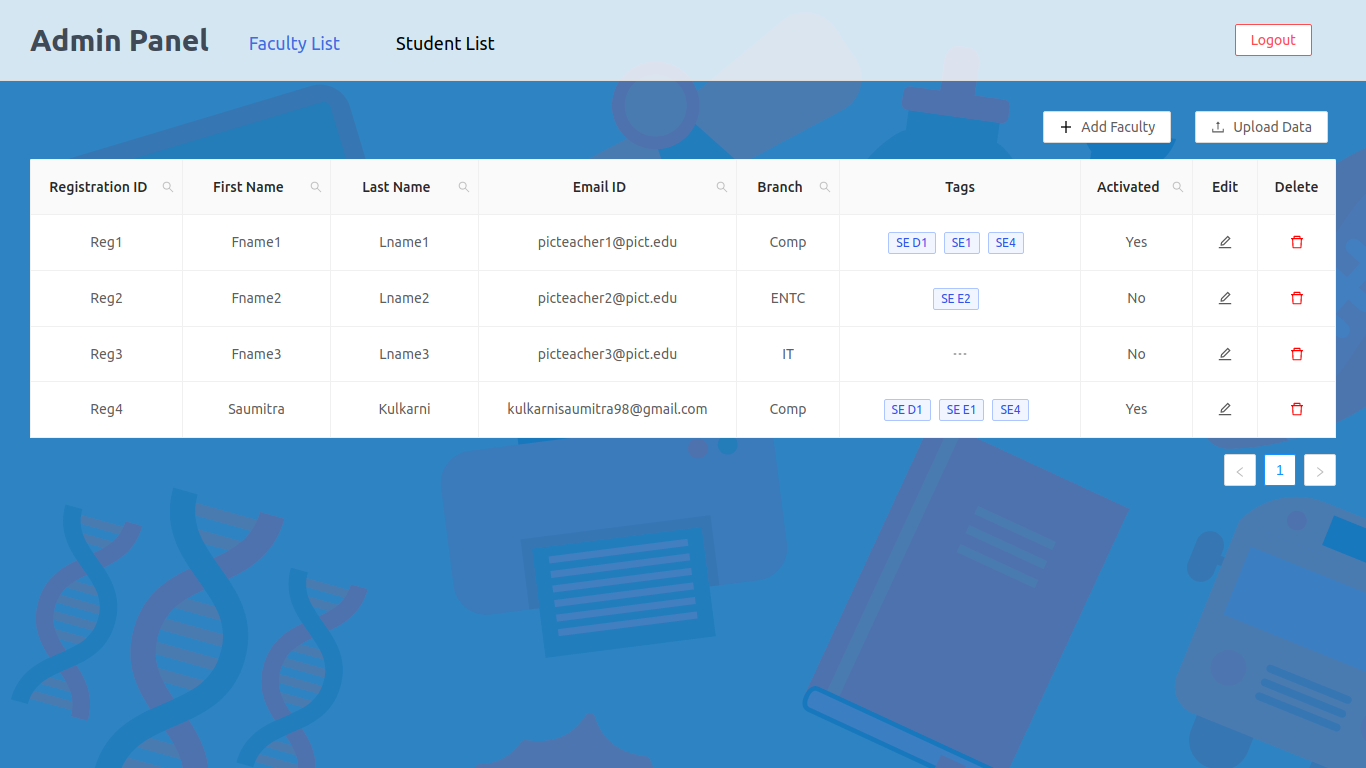 Admin Panel Faculty List Student List Logout
Add Faculty Upload Data
Registration ID First Name Last Name Email ID Branch Tags Activated Edit Delete
Reg1 Fname1 Lname1 picteacher1@pict.edu Comp SE D1 SE1 SE4 Yes
Reg2 Fname2 Lname2 picteacher2@pict.edu ENTC SE E2 No
Reg3 Fname3 Lname3 picteacher3@pict.edu IT --- No
Reg4 Saumitra Kulkarni kulkarnisaumitra98@gmail.com Comp SE D1 SE E1 SE4 Yes
< 1 >